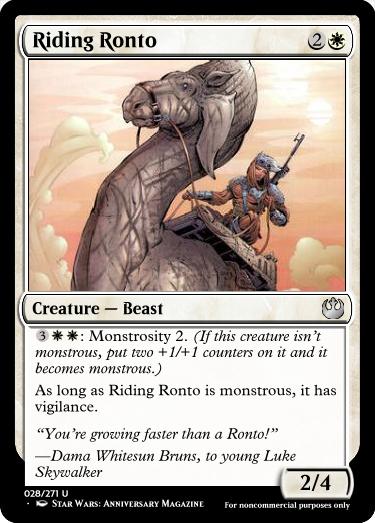 Riding Ronto 2
Creature — Beast
3: Monstrosity 2. (If this creature isn't
monstrous, put two +1/+1 counters on it and it
becomes monstrous.)
As long as Riding Ronto is monstrous, it has
vigilance.
“You're growing faster than a Ronto!”
—Dama Whitesun Bruns, to young Luke
Skywalker
2/4
028/271 U
· Star Wars: Anniversary Magazine For noncommercial purposes only